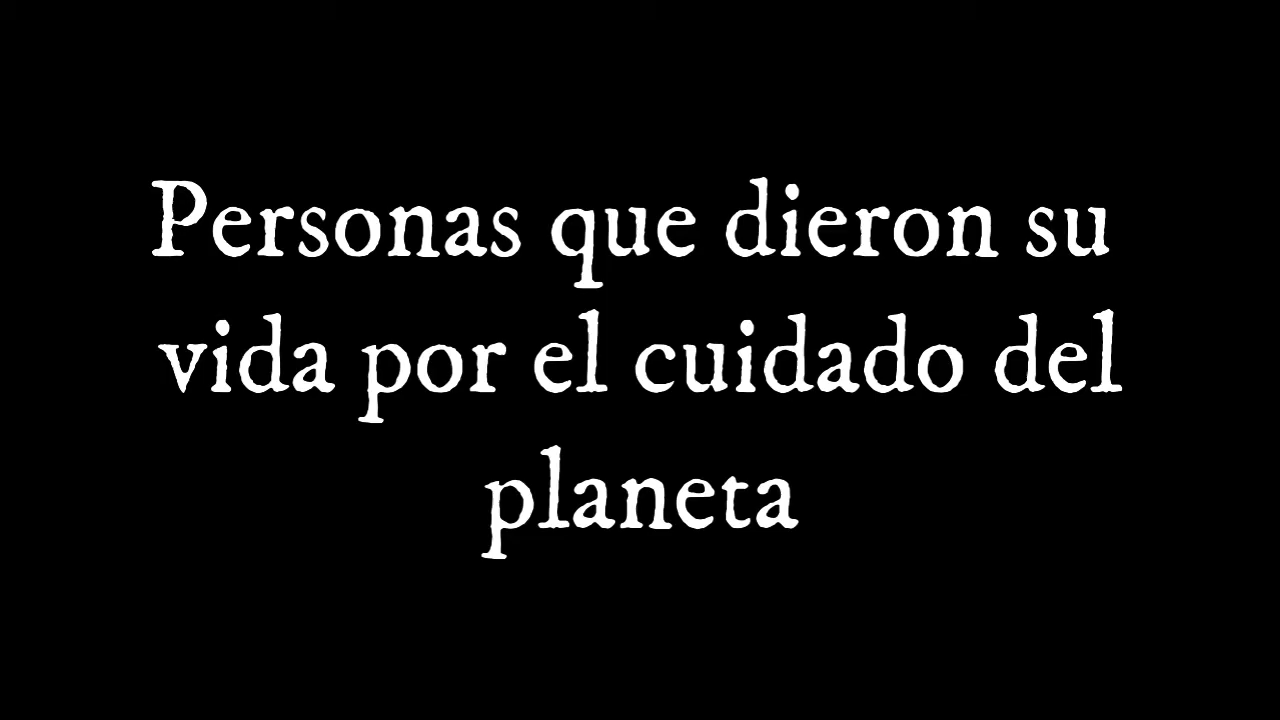 Personas que dieron su
vida por el cuidado del
planeta